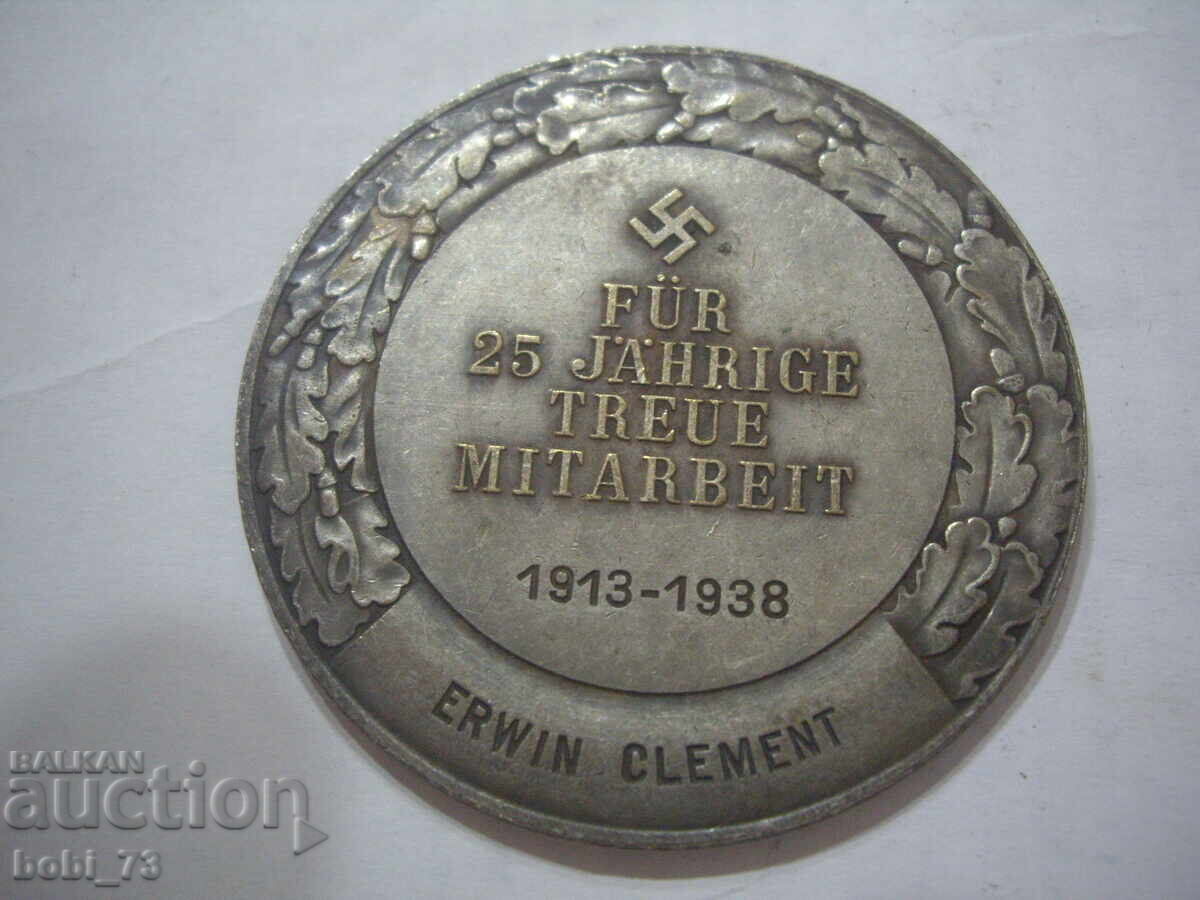 FÜR
25 JÄHRIGE
TREUE
MITARBEIT
1913-1938
ERWIN CLEMENT
BALKAN
auction
bobi_73